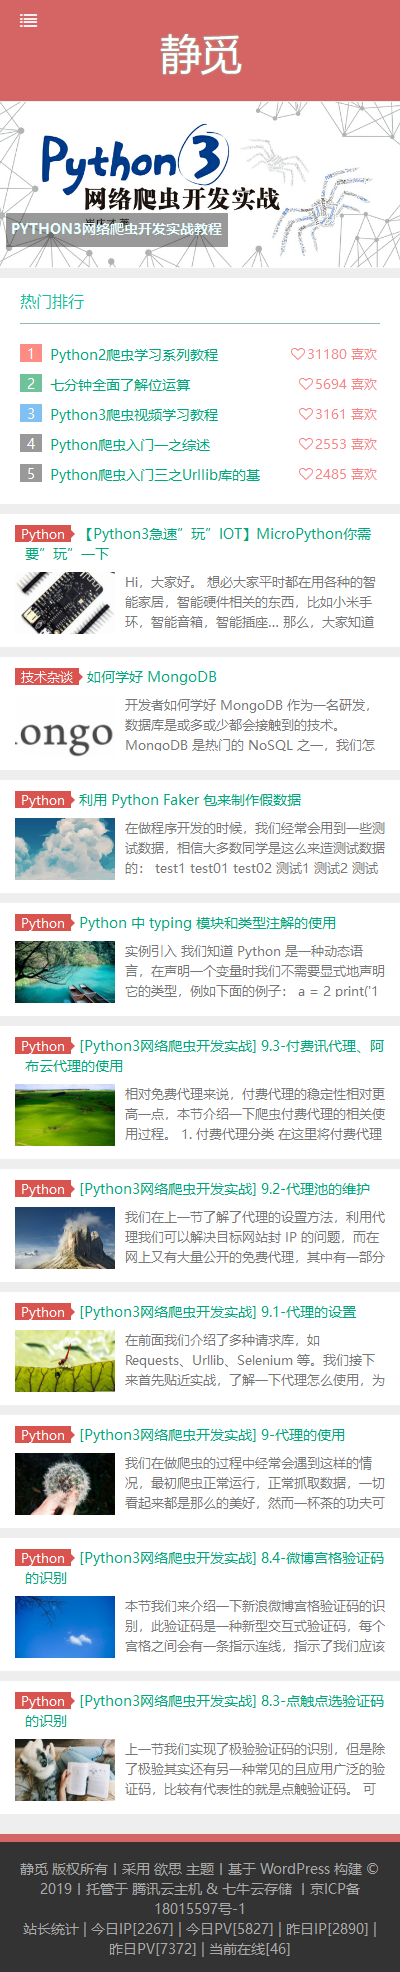 静觅
Python 3
网络爬虫开发实战
PYTHON3网络爬虫开发实战教程
热门排行
1 Python2爬虫学习系列教程 31180 喜欢
2 七分钟全面了解位运算 5694 喜欢
3 Python3爬虫视频学习教程 3161 喜欢
4 Python爬虫入门一之综述 2553 喜欢
5 Python爬虫入门三之Urllib库的基 2485 喜欢
Python 【Python3急速”玩”IOT】MicroPython你需
要”玩”一下
Hi，大家好。 想必大家平时都在用各种的智
能家居，智能硬件相关的东西，比如小米手
环，智能音箱，智能插座... 那么，大家知道
技术杂谈 如何学好 MongoDB
ongo
开发者如何学好 MongoDB 作为一名研发，
数据库是或多或少都会接触到的技术。
MongoDB 是热门的 NoSQL 之一，我们怎
Python 利用 Python Faker 包来制作假数据
在做程序开发的时候，我们经常会用到一些测
试数据，相信大多数同学是这么来造测试数据
的： test1 test01 test02 测试1 测试2 测试
Python Python 中 typing 模块和类型注解的使用
实例引入 我们知道 Python 是一种动态语
言，在声明一个变量时我们不需要显式地声明
它的类型，例如下面的例子： a = 2 print('1
Python [Python3网络爬虫开发实战] 9.3-付费讯代理、阿
布云代理的使用
相对免费代理来说，付费代理的稳定性相对更
高一点，本节介绍一下爬虫付费代理的相关使
用过程。 1. 付费代理分类 在这里将付费代理
Python [Python3网络爬虫开发实战] 9.2-代理池的维护
我们在上一节了解了代理的设置方法，利用代
理我们可以解决目标网站封 IP 的问题，而在
网上又有大量公开的免费代理，其中有一部分
Python [Python3网络爬虫开发实战] 9.1-代理的设置
在前面我们介绍了多种请求库，如
Requests、Urllib、Selenium 等。我们接下
来首先贴近实战，了解一下代理怎么使用，为
Python [Python3网络爬虫开发实战] 9-代理的使用
我们在做爬虫的过程中经常会遇到这样的情
况，最初爬虫正常运行，正常抓取数据，一切
看起来都是那么的美好，然而一杯茶的功夫可
Python [Python3网络爬虫开发实战] 8.4-微博宫格验证码
的识别
本节我们来介绍一下新浪微博宫格验证码的识
别，此验证码是一种新型交互式验证码，每个
宫格之间会有一条指示连线，指示了我们应该
Python [Python3网络爬虫开发实战] 8.3-点触点选验证码
的识别
上一节我们实现了极验验证码的识别，但是除
了极验其实还有另一种常见的且应用广泛的验
证码，比较有代表性的就是点触验证码。 可
静觅 版权所有丨采用 欲思 主题丨基于 WordPress 构建 ©
2019丨托管于 腾讯云主机 & 七牛云存储 丨京ICP备
18015597号-1
站长统计 | 今日IP[2267] | 今日PV[5827] | 昨日IP[2890] |
昨日PV[7372] | 当前在线[46]